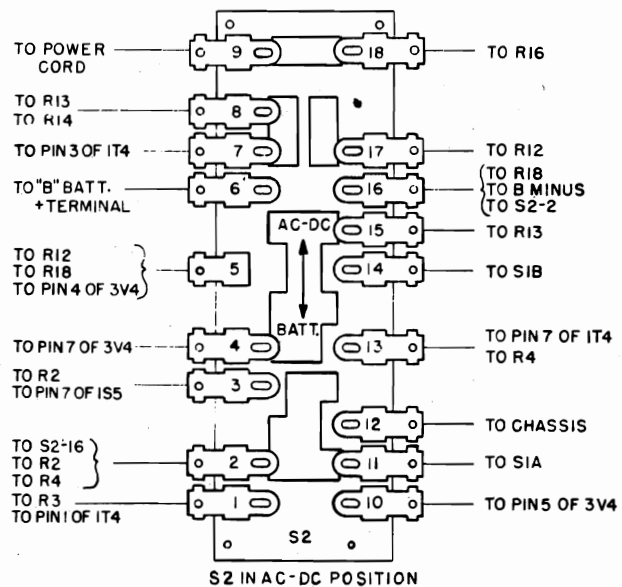 TO POWER
CORD
9
18
TO R16
TO R13
TO R14
8
TO PIN 3 OF 1T4
7
17
TO R12
TO "B" BATT.
+TERMINAL
6
16
TO R18
TO B MINUS
TO S2-2
AC-DC
15
TO R13
TO R12
TO R18
TO PIN 4 OF 3V4
5
14
TO S1B
BATT.
TO PIN 7 OF 3V4
4
13
TO PIN 7 OF 1T4
TO R4
TO R2
TO PIN 7 OF 1S5
3
12
TO CHASSIS
TO S2-16
TO R2
TO R4
2
11
TO S1A
TO R3
TO PIN 1 OF 1T4
1
10
TO PIN 5 OF 3V4
S2
S2 IN AC-DC POSITION